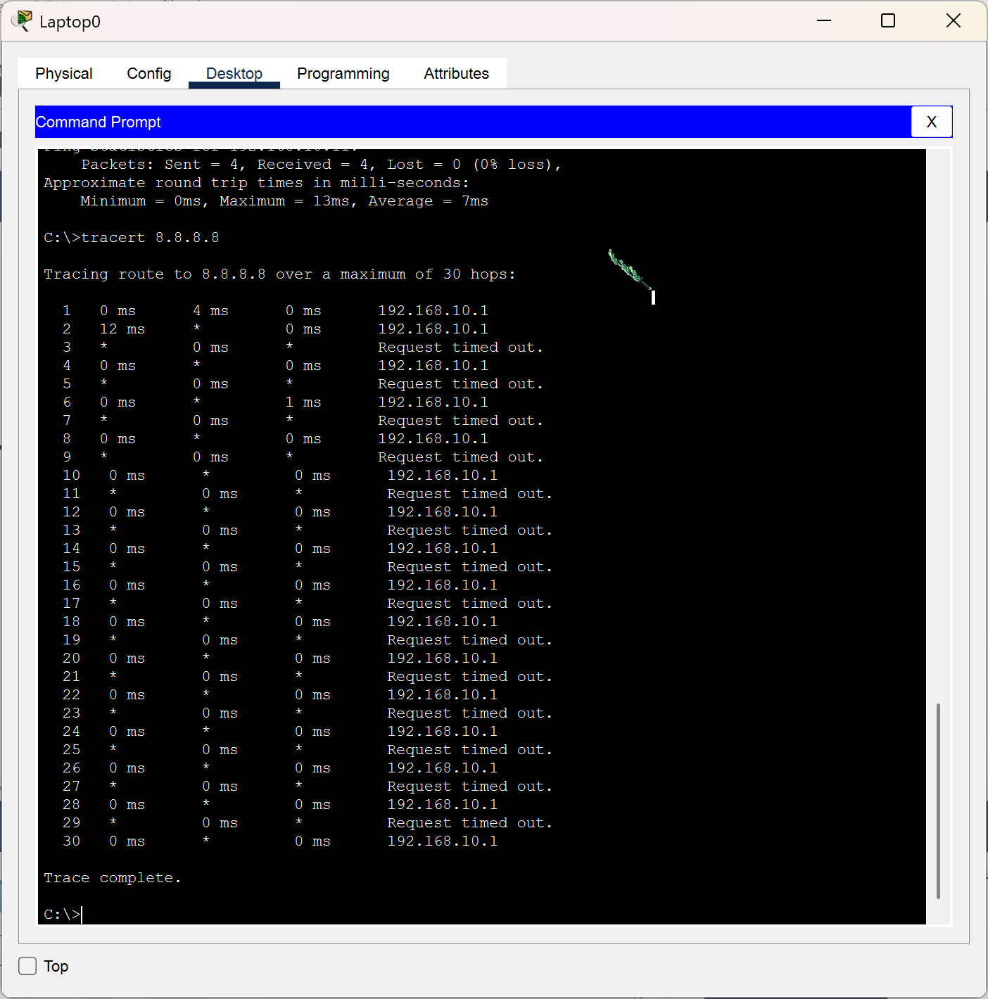 Laptop0
Physical Config Desktop Programming Attributes
Command Prompt X
Ping statistics for 192.168.10.11:
Packets: Sent = 4, Received = 4, Lost = 0 (0% loss),
Approximate round trip times in milli-seconds:
Minimum = 0ms, Maximum = 13ms, Average = 7ms
C:\>tracert 8.8.8.8
Tracing route to 8.8.8.8 over a maximum of 30 hops:
1 0 ms 4 ms 0 ms 192.168.10.1
2 12 ms * 0 ms 192.168.10.1
3 * 0 ms * Request timed out.
4 0 ms * 0 ms 192.168.10.1
5 * 0 ms * Request timed out.
6 0 ms * 1 ms 192.168.10.1
7 * 0 ms * Request timed out.
8 0 ms * 0 ms 192.168.10.1
9 * 0 ms * Request timed out.
10 0 ms * 0 ms 192.168.10.1
11 * 0 ms * Request timed out.
12 0 ms * 0 ms 192.168.10.1
13 * 0 ms * Request timed out.
14 0 ms * 0 ms 192.168.10.1
15 * 0 ms * Request timed out.
16 0 ms * 0 ms 192.168.10.1
17 * 0 ms * Request timed out.
18 0 ms * 0 ms 192.168.10.1
19 * 0 ms * Request timed out.
20 0 ms * 0 ms 192.168.10.1
21 * 0 ms * Request timed out.
22 0 ms * 0 ms 192.168.10.1
23 * 0 ms * Request timed out.
24 0 ms * 0 ms 192.168.10.1
25 * 0 ms * Request timed out.
26 0 ms * 0 ms 192.168.10.1
27 * 0 ms * Request timed out.
28 0 ms * 0 ms 192.168.10.1
29 * 0 ms * Request timed out.
30 0 ms * 0 ms 192.168.10.1
Trace complete.
C:\>
Top